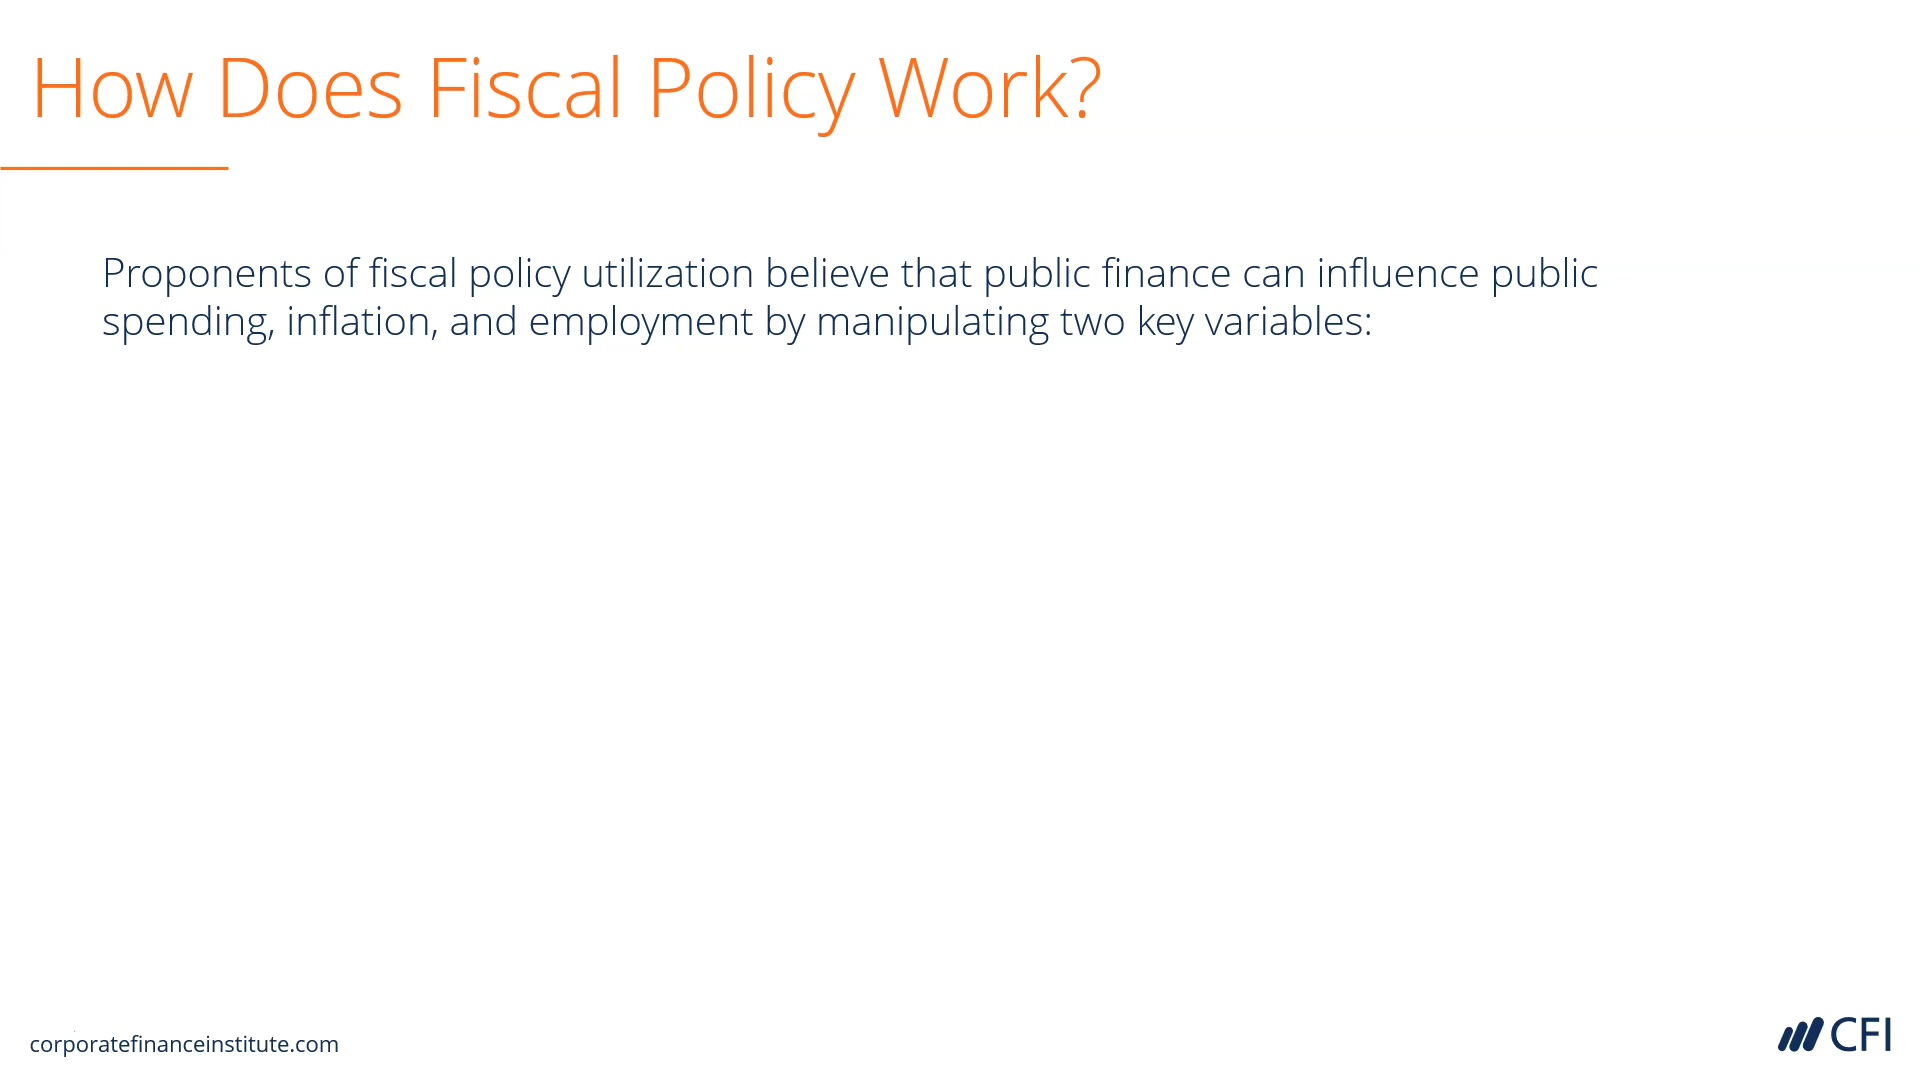 How Does Fiscal Policy Work?
Proponents of fiscal policy utilization believe that public finance can influence public
spending, inflation, and employment by manipulating two key variables:
corporatefinanceinstitute.com
CFI